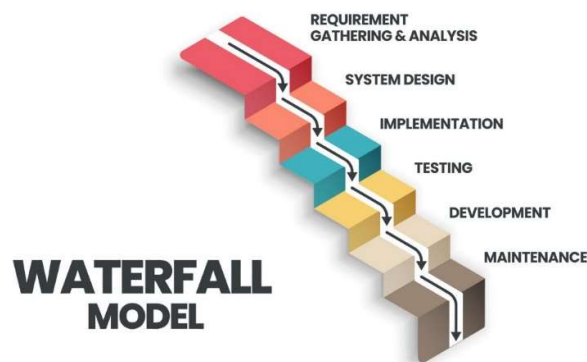 REQUIREMENT
GATHERING & ANALYSIS
SYSTEM DESIGN
IMPLEMENTATION
TESTING
DEVELOPMENT
MAINTENANCE
WATERFALL
MODEL